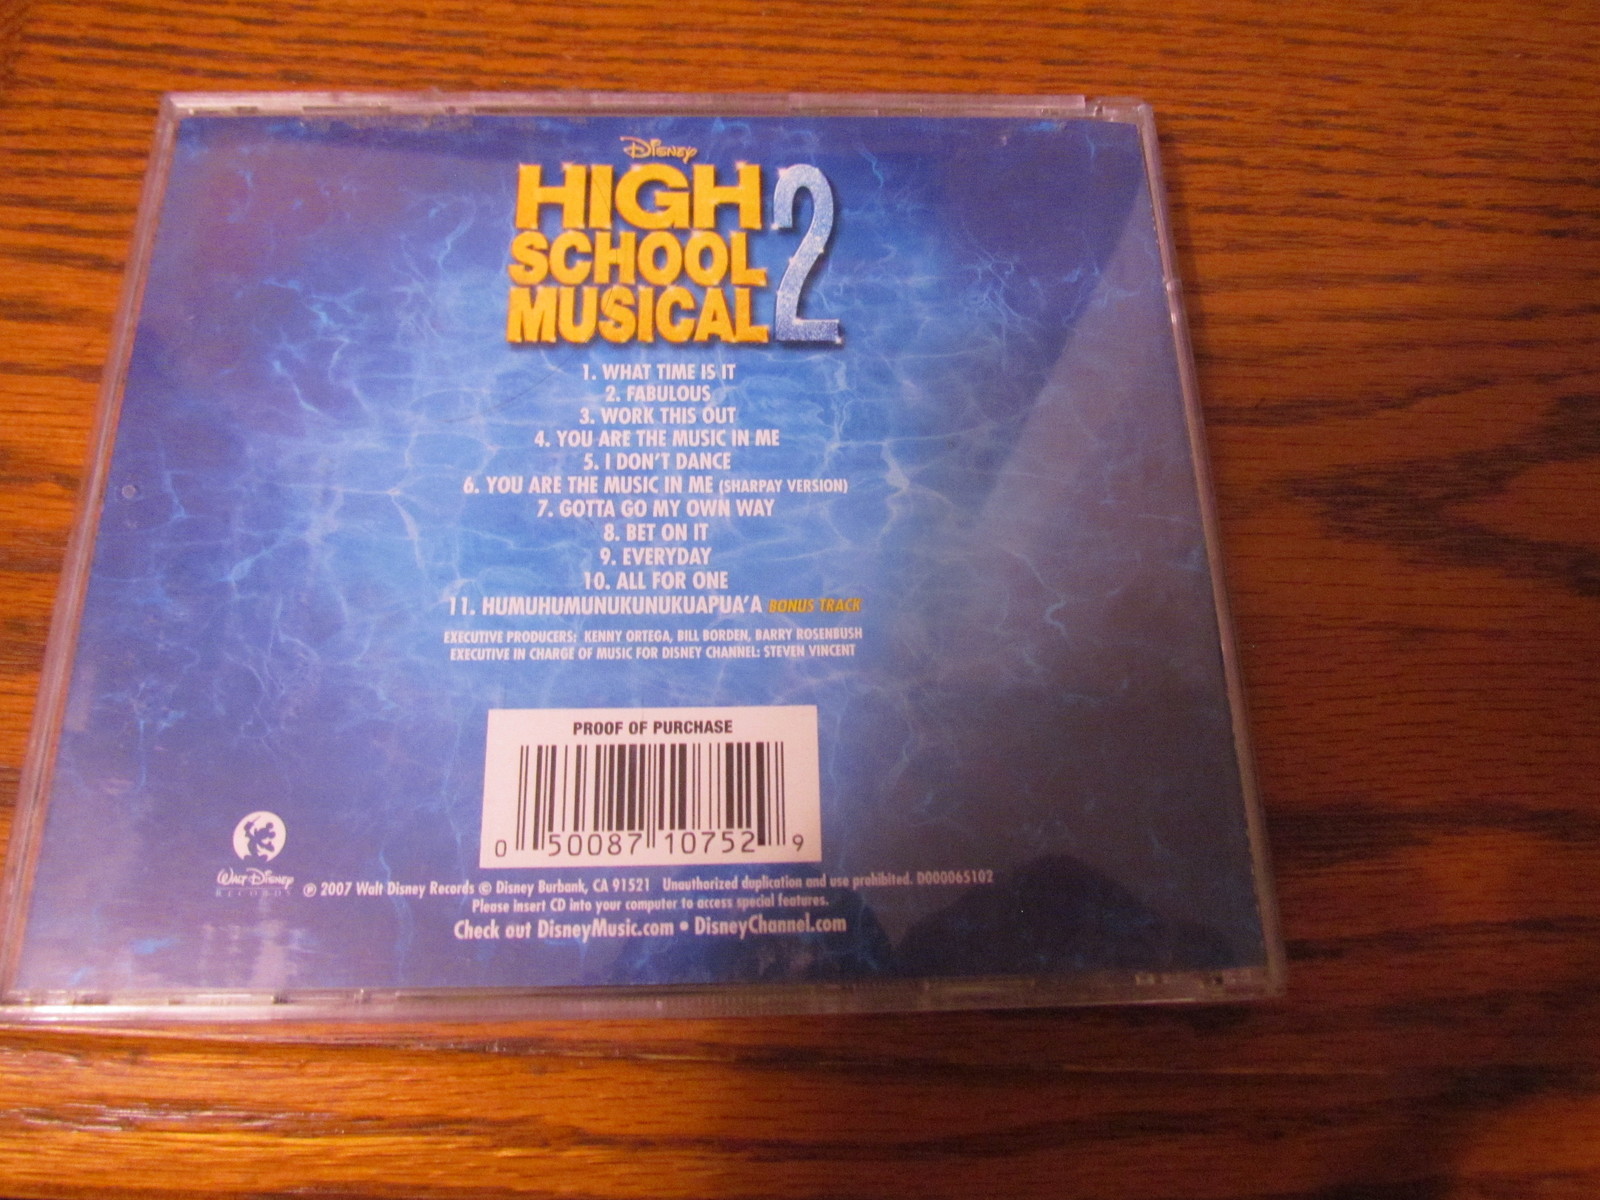 Disney
HIGH
SCHOOL
MUSICAL 2
1. WHAT TIME IS IT
2. FABULOUS
3. WORK THIS OUT
4. YOU ARE THE MUSIC IN ME
5. I DON'T DANCE
6. YOU ARE THE MUSIC IN ME (SHARPAY VERSION)
7. GOTTA GO MY OWN WAY
8. BET ON IT
9. EVERYDAY
10. ALL FOR ONE
11. HUMUHUMUNUKUNUKUAPUA'A BONUS TRACK
EXECUTIVE PRODUCERS: KENNY ORTEGA, BILL BORDEN, BARRY ROSENBUSH
EXECUTIVE IN CHARGE OF MUSIC FOR DISNEY CHANNEL: STEVEN VINCENT
PROOF OF PURCHASE
0 50087 10752 9
WALT DISNEY
RECORDS
℗ 2007 Walt Disney Records © Disney Burbank, CA 91521 Unauthorized duplication and use prohibited. D000065102
Please insert CD into your computer to access special features.
Check out DisneyMusic.com • DisneyChannel.com